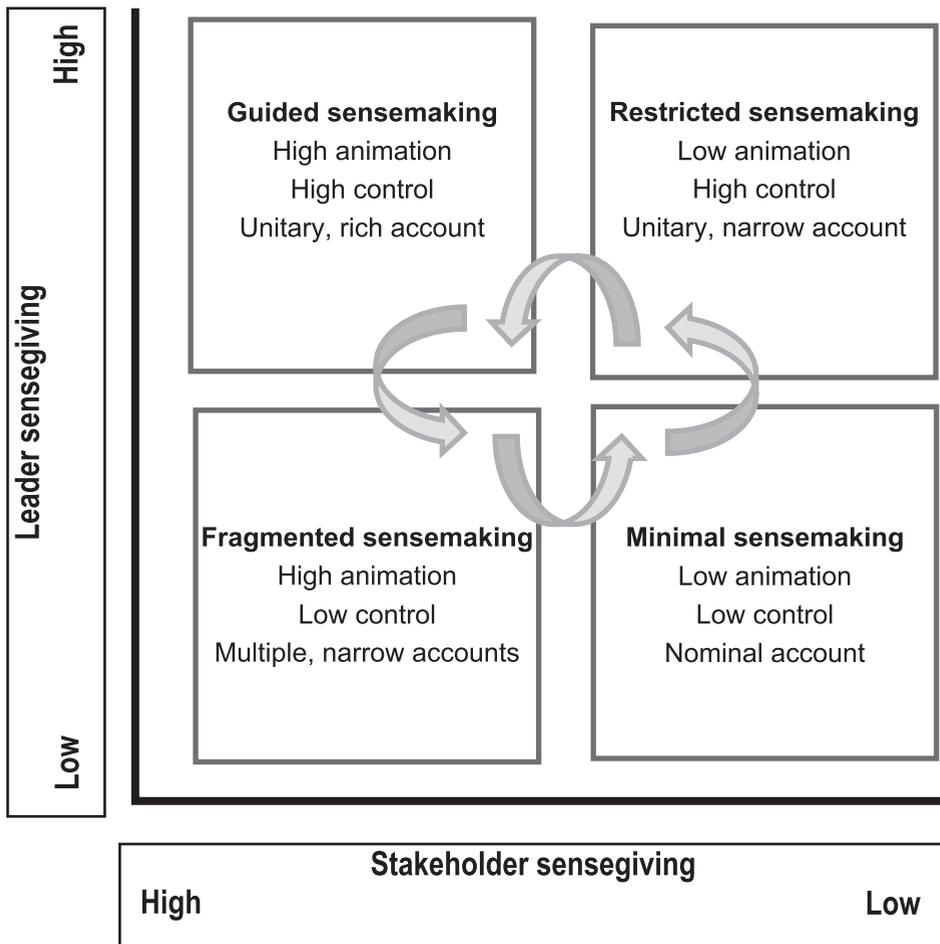 High
Leader sensegiving
Low
Guided sensemaking
High animation
High control
Unitary, rich account
Restricted sensemaking
Low animation
High control
Unitary, narrow account
Fragmented sensemaking
High animation
Low control
Multiple, narrow accounts
Minimal sensemaking
Low animation
Low control
Nominal account
Stakeholder sensegiving
High
Low